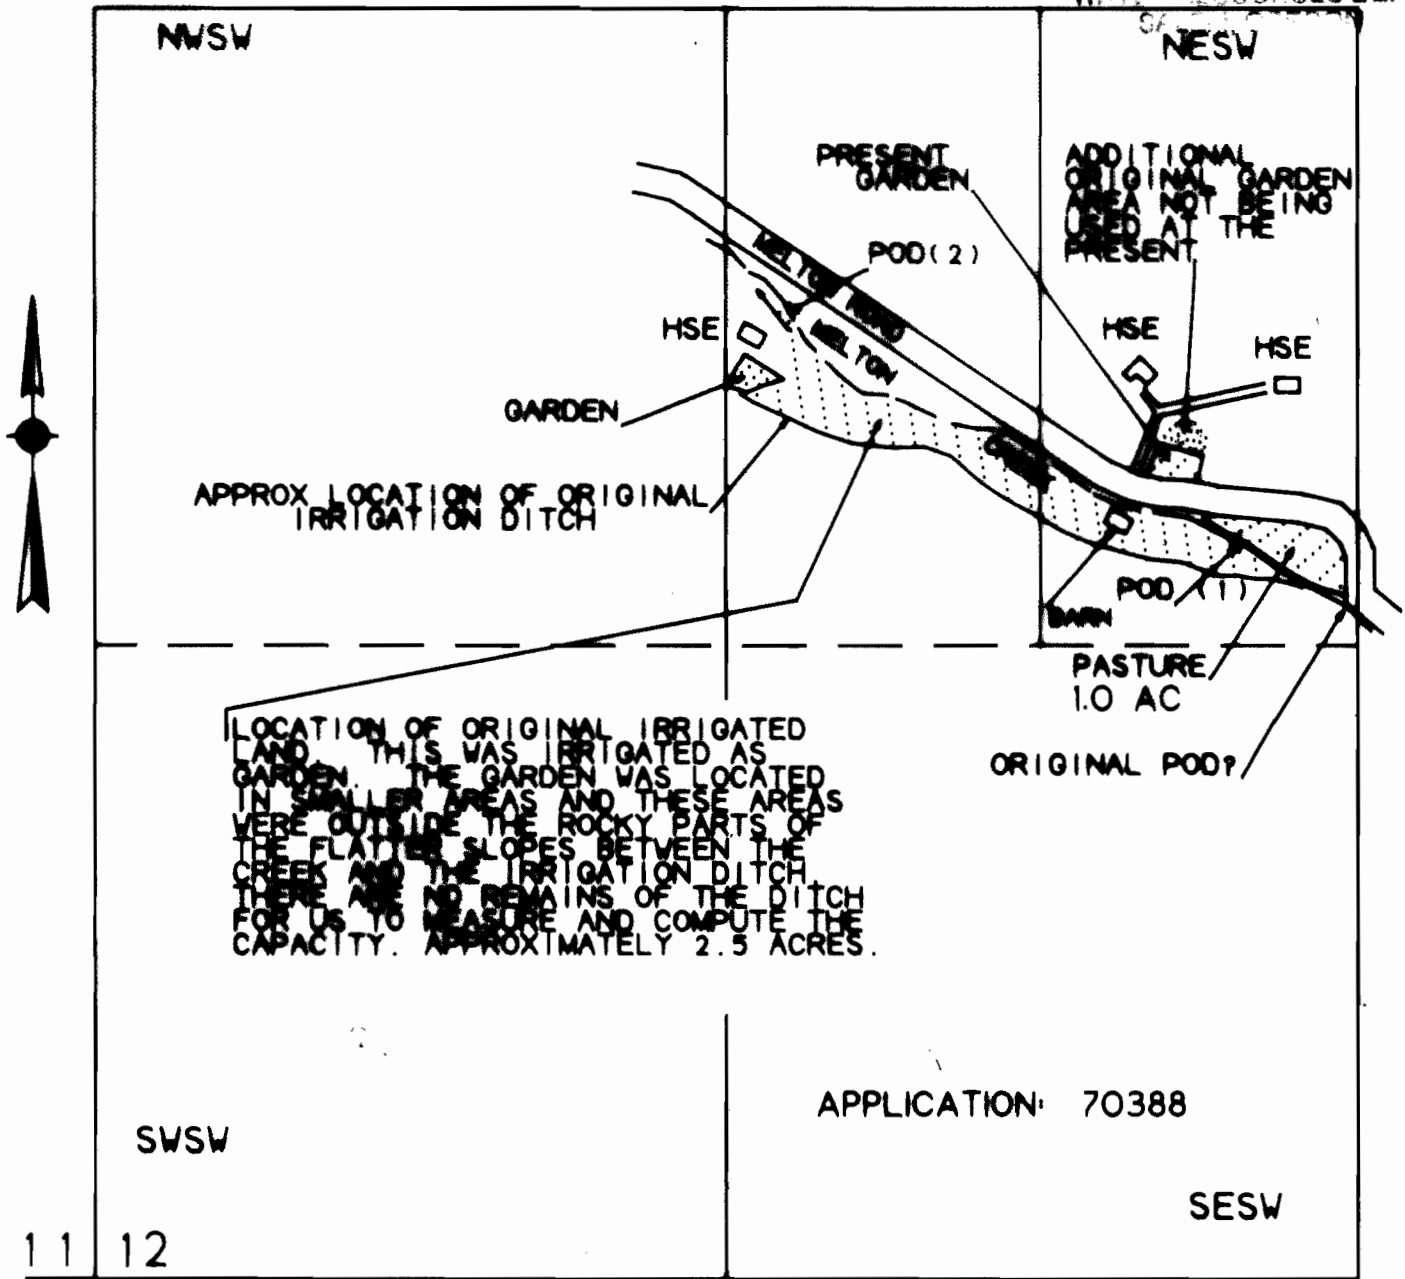 NWSW
NESW
PRESENT
GARDEN
ADDITIONAL
ORIGINAL GARDEN
AREA NOT BEING
USED AT THE
PRESENT
MELTON ROAD
POD(2)
HSE
MELTON
HSE
HSE
GARDEN
CREEK
APPROX LOCATION OF ORIGINAL
IRRIGATION DITCH
POD (1)
BARN
PASTURE
1.0 AC
ORIGINAL POD?
LOCATION OF ORIGINAL IRRIGATED
LAND. THIS WAS IRRIGATED AS
GARDEN. THE GARDEN WAS LOCATED
IN SMALLER AREAS AND THESE AREAS
WERE OUTSIDE THE ROCKY PARTS OF
THE FLATTER SLOPES BETWEEN THE
CREEK AND THE IRRIGATION DITCH.
THERE ARE NO REMAINS OF THE DITCH
FOR US TO MEASURE AND COMPUTE THE
CAPACITY. APPROXIMATELY 2.5 ACRES.
APPLICATION: 70388
SWSW
SESW
11 12